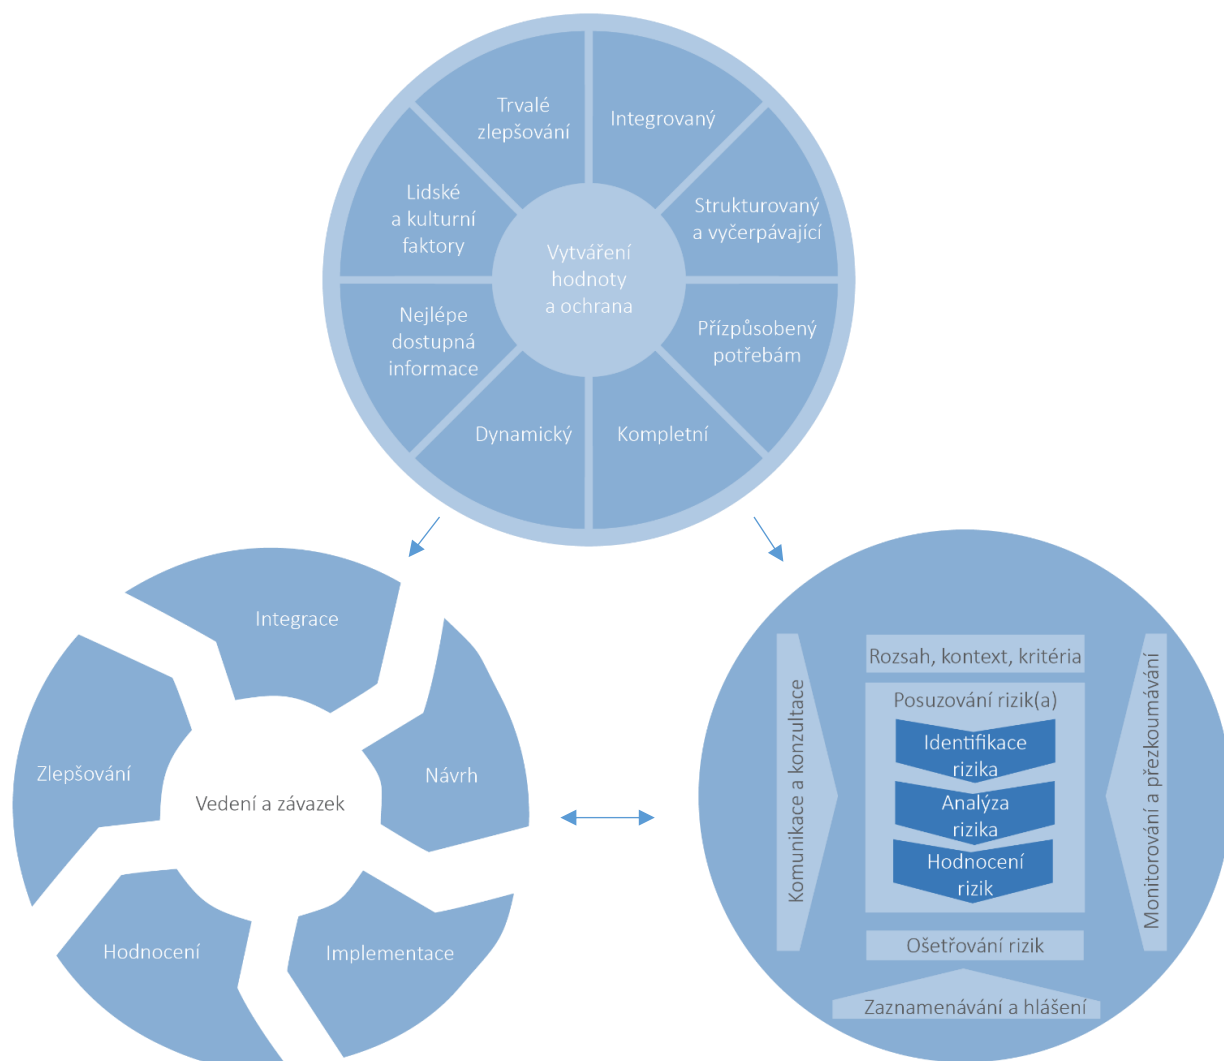 Trvalé
zlepšování
Integrovaný
Lidské
a kulturní
faktory
Strukturovaný
a vyčerpávající
Vytváření
hodnoty
a ochrana
Nejlépe
dostupná
informace
Přízpůsobený
potřebám
Dynamický
Kompletní
Integrace
Zlepšování
Návrh
Vedení a závazek
Hodnocení
Implementace
Rozsah, kontext, kritéria
Komunikace a konzultace
Posuzování rizik(a)
Identifikace
rizika
Analýza
rizika
Hodnocení
rizik
Monitorování a přezkoumávání
Ošetřování rizik
Zaznamenávání a hlášení